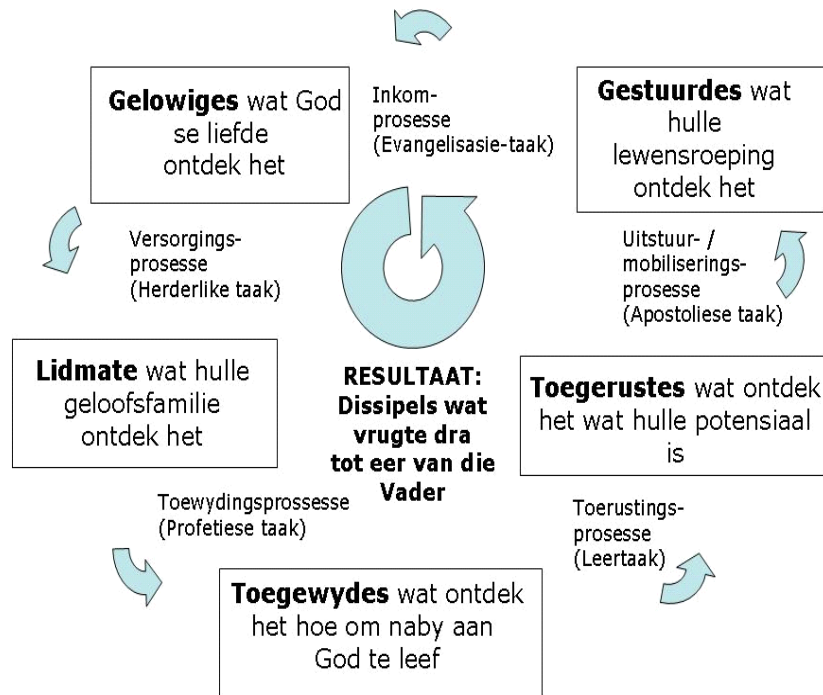 Gelowiges wat God
se liefde
ontdek het
Inkom-
prosesse
(Evangelisasie-taak)
Gestuurdes wat
hulle
lewensroeping
ontdek het
Versorgings-
prosesse
(Herderlike taak)
Uitstuur- /
mobiliserings-
prosesse
(Apostoliese taak)
Lidmate wat hulle
geloofsfamilie
ontdek het
RESULTAAT:
Dissipels wat
vrugte dra
tot eer van die
Vader
Toegerustes wat ontdek
het wat hulle potensiaal
is
Toewydingsprossesse
(Profetiese taak)
Toerustings-
prosesse
(Leertaak)
Toegewydes wat ontdek
het hoe om naby aan
God te leef